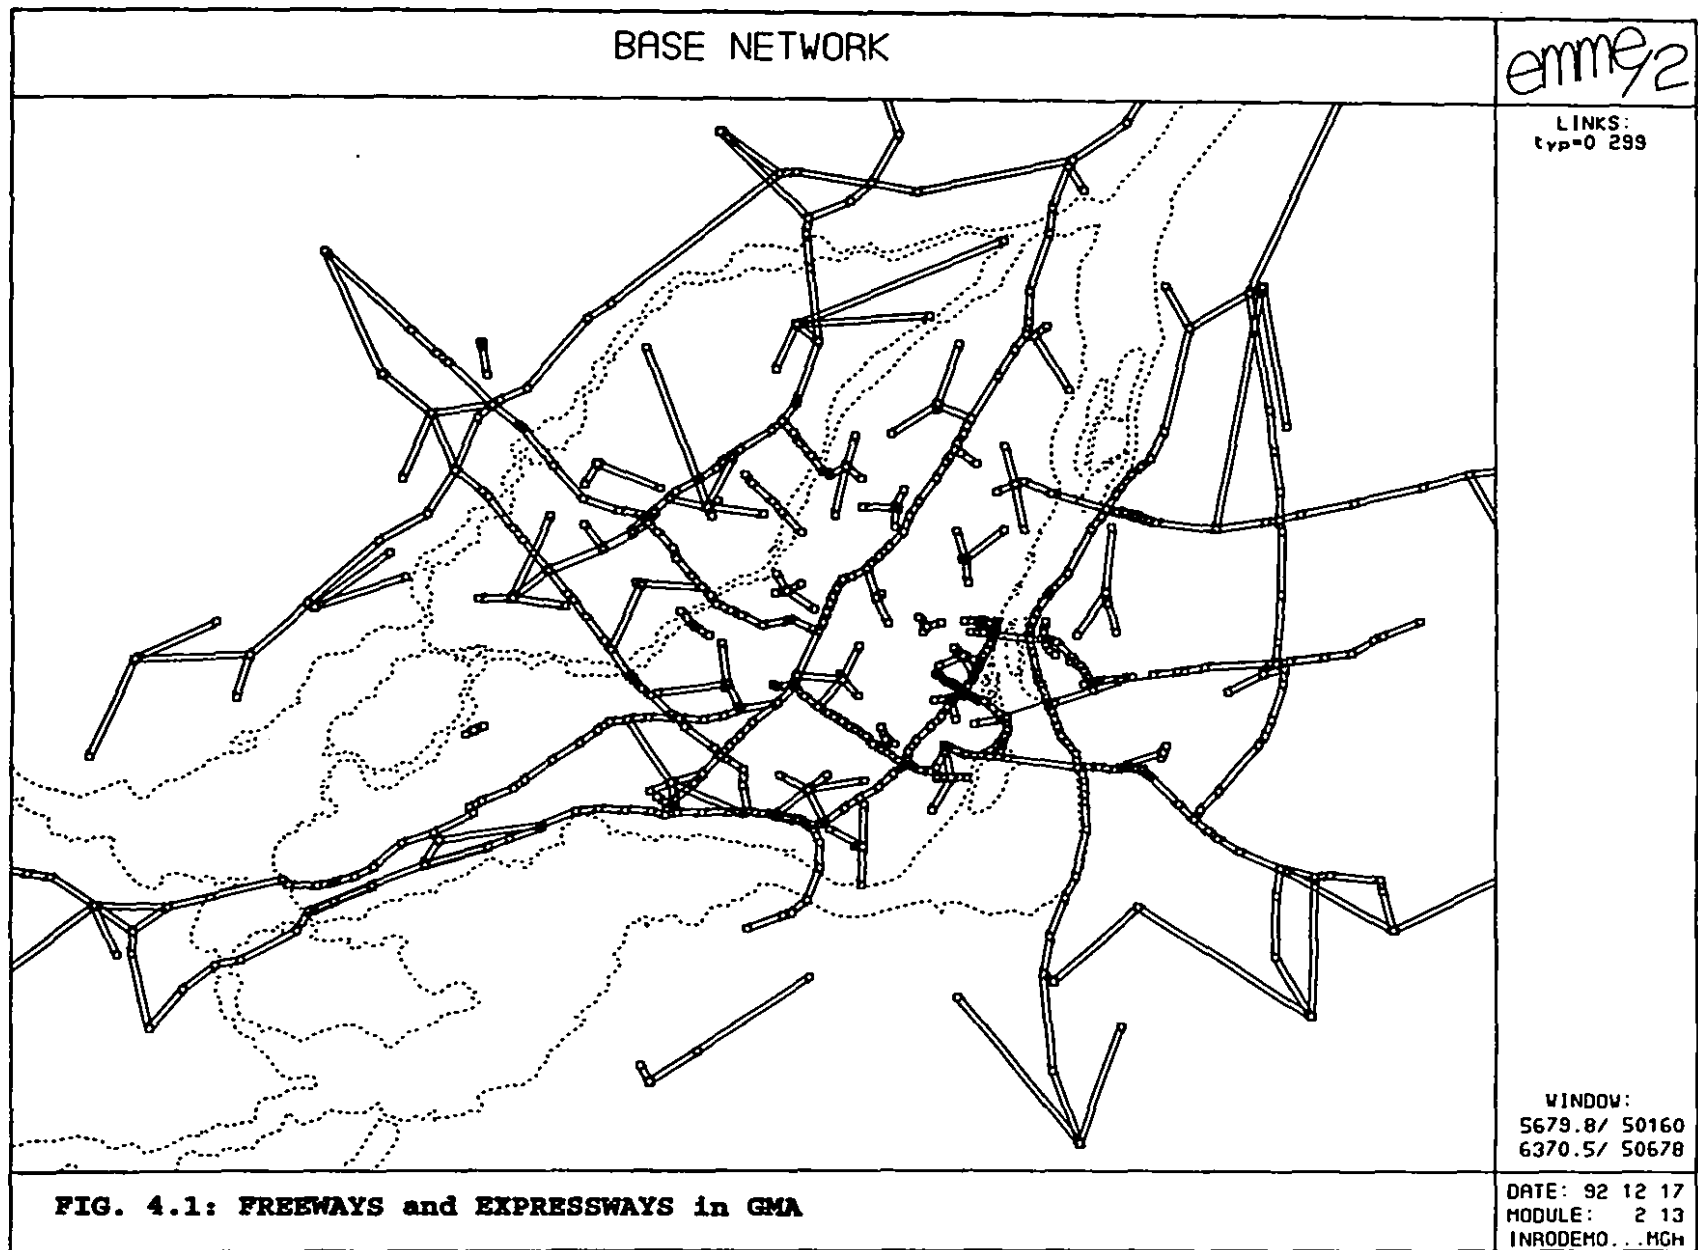 BASE NETWORK
emme/2
LINKS:
typ=0 299
WINDOW:
5679.8/ 50160
6370.5/ 50678
FIG. 4.1: FREEWAYS and EXPRESSWAYS in GMA
DATE: 92 12 17
MODULE: 2 13
INRODEMO...MGH